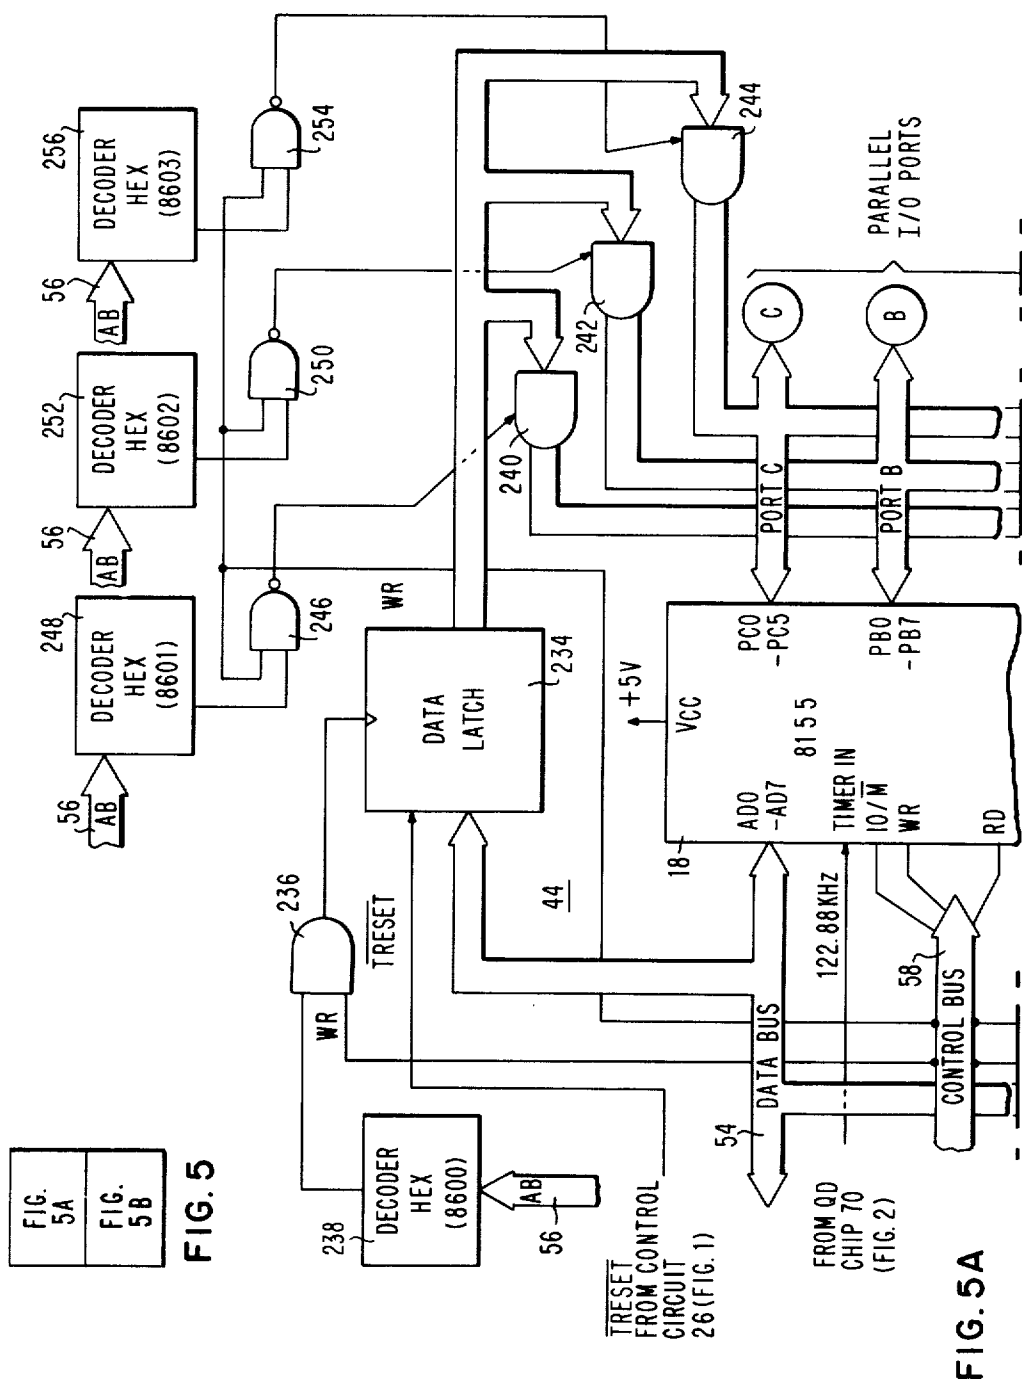 FIG.
5A
FIG.
5B
FIG. 5
56
AB
248
DECODER
HEX
(8601)
56
AB
252
DECODER
HEX
(8602)
56
AB
256
DECODER
HEX
(8603)
246
250
254
238
DECODER
HEX
(8600)
AB
56
236
WR
TRESET
DATA
LATCH
234
WR
240
242
244
44
TRESET
FROM CONTROL
CIRCUIT
26 (FIG. 1)
54
DATA BUS
18
+5V
VCC
AD0
-AD7
8155
TIMER IN
IO/M
WR
RD
PC0
-PC5
PB0
-PB7
PORT C
C
PORT B
B
PARALLEL
I/O PORTS
122.88KHZ
FROM QD
CHIP 70
(FIG. 2)
58
CONTROL BUS
FIG. 5A